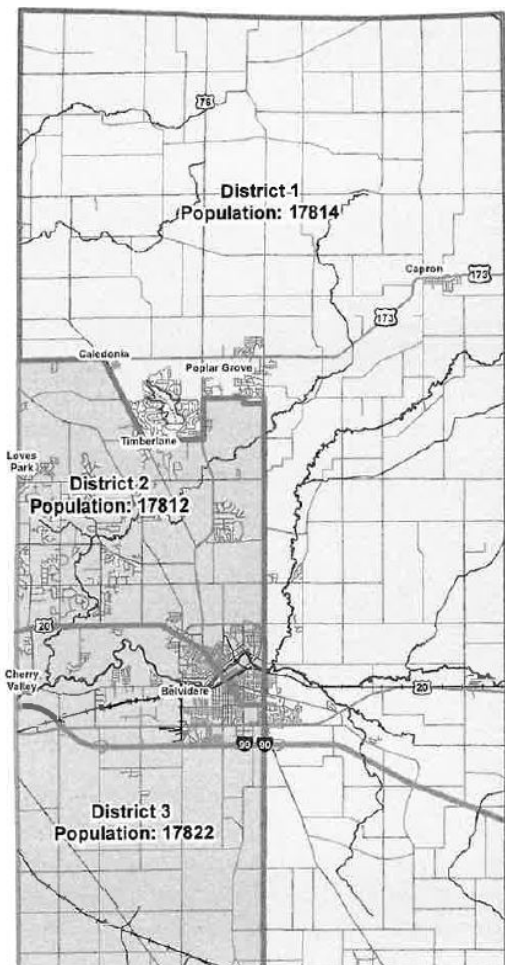 76
District 1
Population: 17814
Capron
173
173
Caledonia
Poplar Grove
Timberlane
Loves
Park
District 2
Population: 17812
20
Cherry
Valley
Belvidere
20
90
90
District 3
Population: 17822